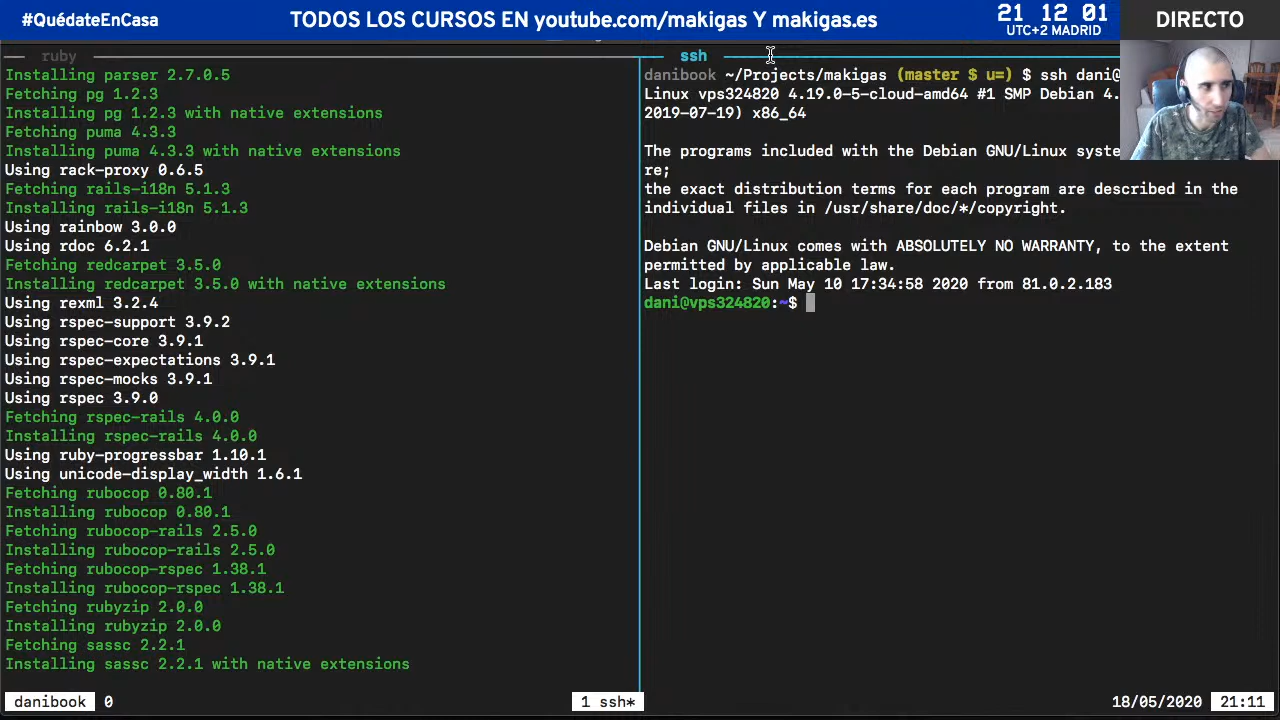 #QuédateEnCasa
TODOS LOS CURSOS EN youtube.com/makigas Y makigas.es
21 12 01
UTC+2 MADRID
DIRECTO
ruby
Installing parser 2.7.0.5
Fetching pg 1.2.3
Installing pg 1.2.3 with native extensions
Fetching puma 4.3.3
Installing puma 4.3.3 with native extensions
Using rack-proxy 0.6.5
Fetching rails-i18n 5.1.3
Installing rails-i18n 5.1.3
Using rainbow 3.0.0
Using rdoc 6.2.1
Fetching redcarpet 3.5.0
Installing redcarpet 3.5.0 with native extensions
Using rexml 3.2.4
Using rspec-support 3.9.2
Using rspec-core 3.9.1
Using rspec-expectations 3.9.1
Using rspec-mocks 3.9.1
Using rspec 3.9.0
Fetching rspec-rails 4.0.0
Installing rspec-rails 4.0.0
Using ruby-progressbar 1.10.1
Using unicode-display_width 1.6.1
Fetching rubocop 0.80.1
Installing rubocop 0.80.1
Fetching rubocop-rails 2.5.0
Installing rubocop-rails 2.5.0
Fetching rubocop-rspec 1.38.1
Installing rubocop-rspec 1.38.1
Fetching rubyzip 2.0.0
Installing rubyzip 2.0.0
Fetching sassc 2.2.1
Installing sassc 2.2.1 with native extensions
ssh
danibook ~/Projects/makigas (master $ u=) $ ssh dani@
Linux vps324820 4.19.0-5-cloud-amd64 #1 SMP Debian 4.
2019-07-19) x86_64
The programs included with the Debian GNU/Linux syste
re;
the exact distribution terms for each program are described in the
individual files in /usr/share/doc/*/copyright.
Debian GNU/Linux comes with ABSOLUTELY NO WARRANTY, to the extent
permitted by applicable law.
Last login: Sun May 10 17:34:58 2020 from 81.0.2.183
dani@vps324820:~$
danibook 0
1 ssh*
18/05/2020 21:11